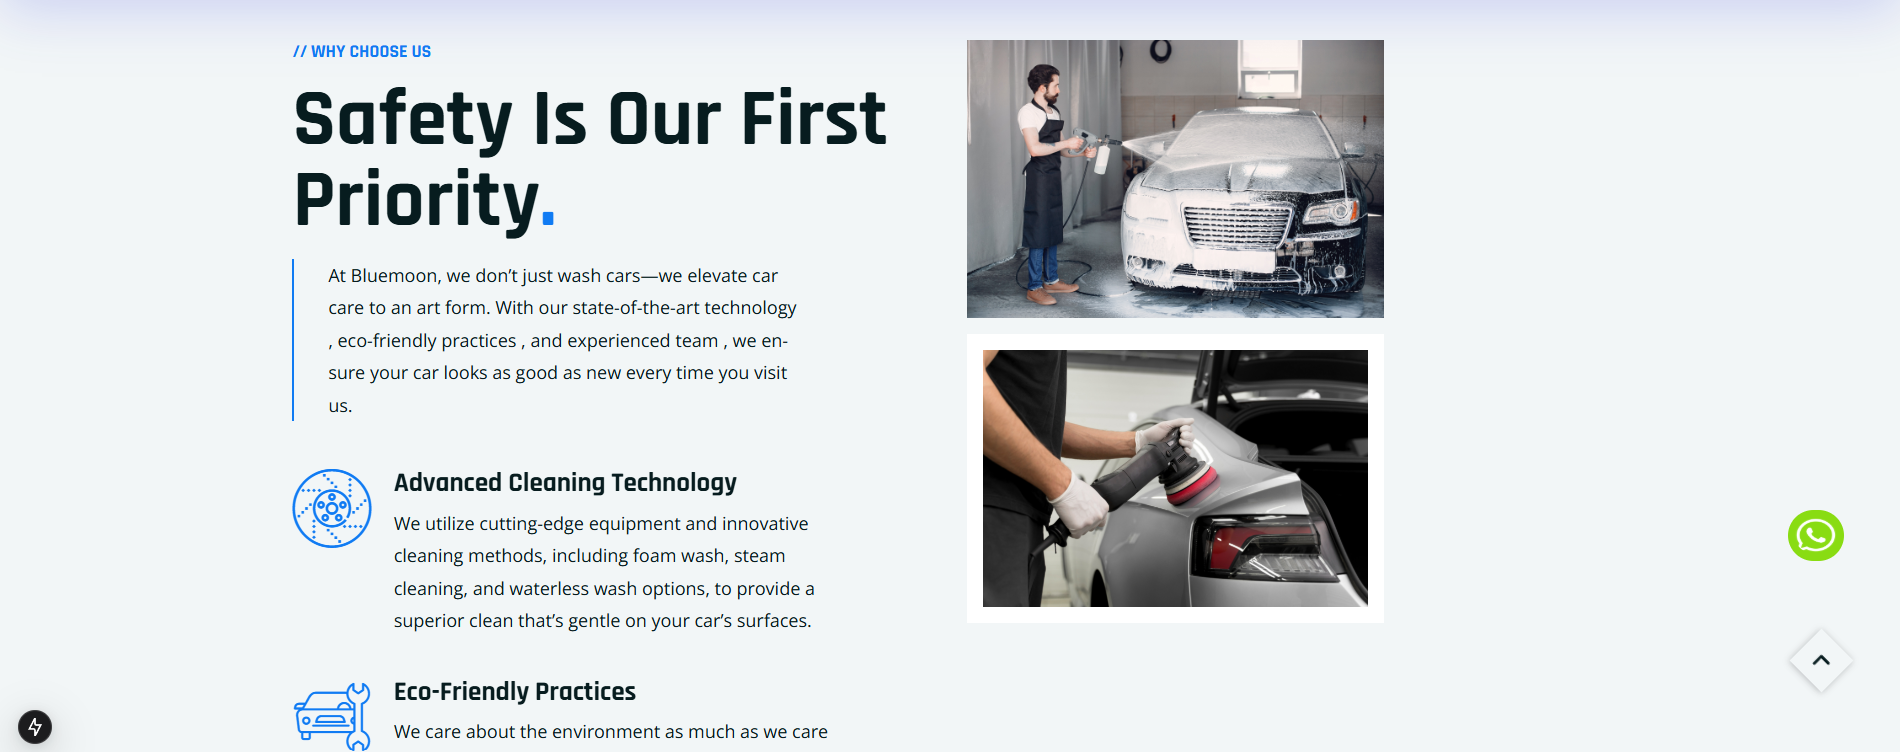 // WHY CHOOSE US
Safety Is Our First
Priority.
At Bluemoon, we don’t just wash cars—we elevate car
care to an art form. With our state-of-the-art technology
, eco-friendly practices , and experienced team , we en-
sure your car looks as good as new every time you visit
us.
Advanced Cleaning Technology
We utilize cutting-edge equipment and innovative
cleaning methods, including foam wash, steam
cleaning, and waterless wash options, to provide a
superior clean that’s gentle on your car’s surfaces.
Eco-Friendly Practices
We care about the environment as much as we care